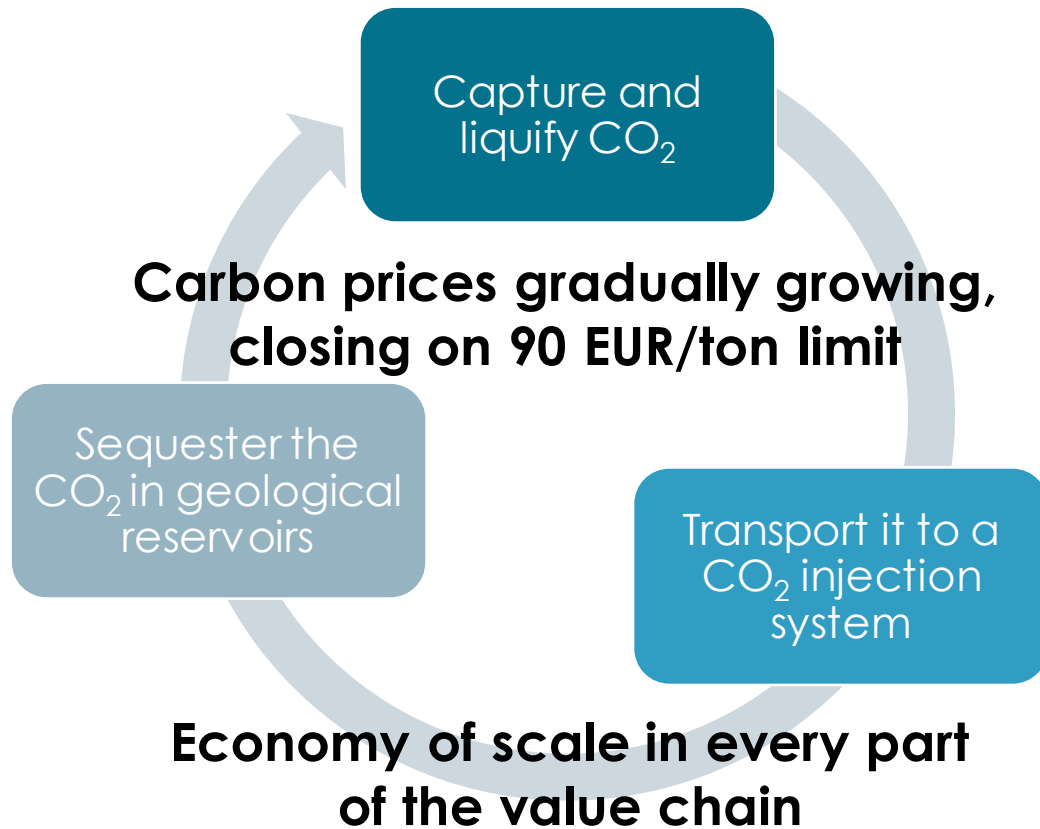 Capture and
liquify CO₂
Carbon prices gradually growing,
closing on 90 EUR/ton limit
Sequester the
CO₂ in geological
reservoirs
Transport it to a
CO₂ injection
system
Economy of scale in every part
of the value chain